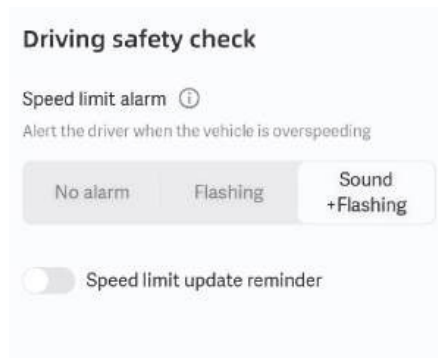 Driving safety check
Speed limit alarm
Alert the driver when the vehicle is overspeeding
No alarm
Flashing
Sound
+Flashing
Speed limit update reminder